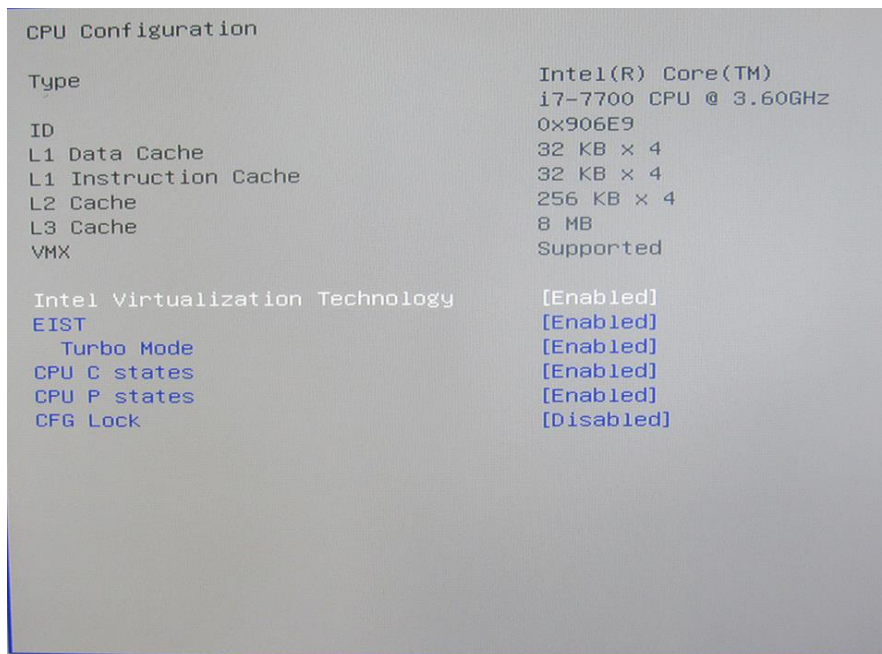 CPU Configuration
Type Intel(R) Core(TM)
i7-7700 CPU @ 3.60GHz
ID 0x906E9
L1 Data Cache 32 KB x 4
L1 Instruction Cache 32 KB x 4
L2 Cache 256 KB x 4
L3 Cache 8 MB
VMX Supported
Intel Virtualization Technology [Enabled]
EIST [Enabled]
Turbo Mode [Enabled]
CPU C states [Enabled]
CPU P states [Enabled]
CFG Lock [Disabled]